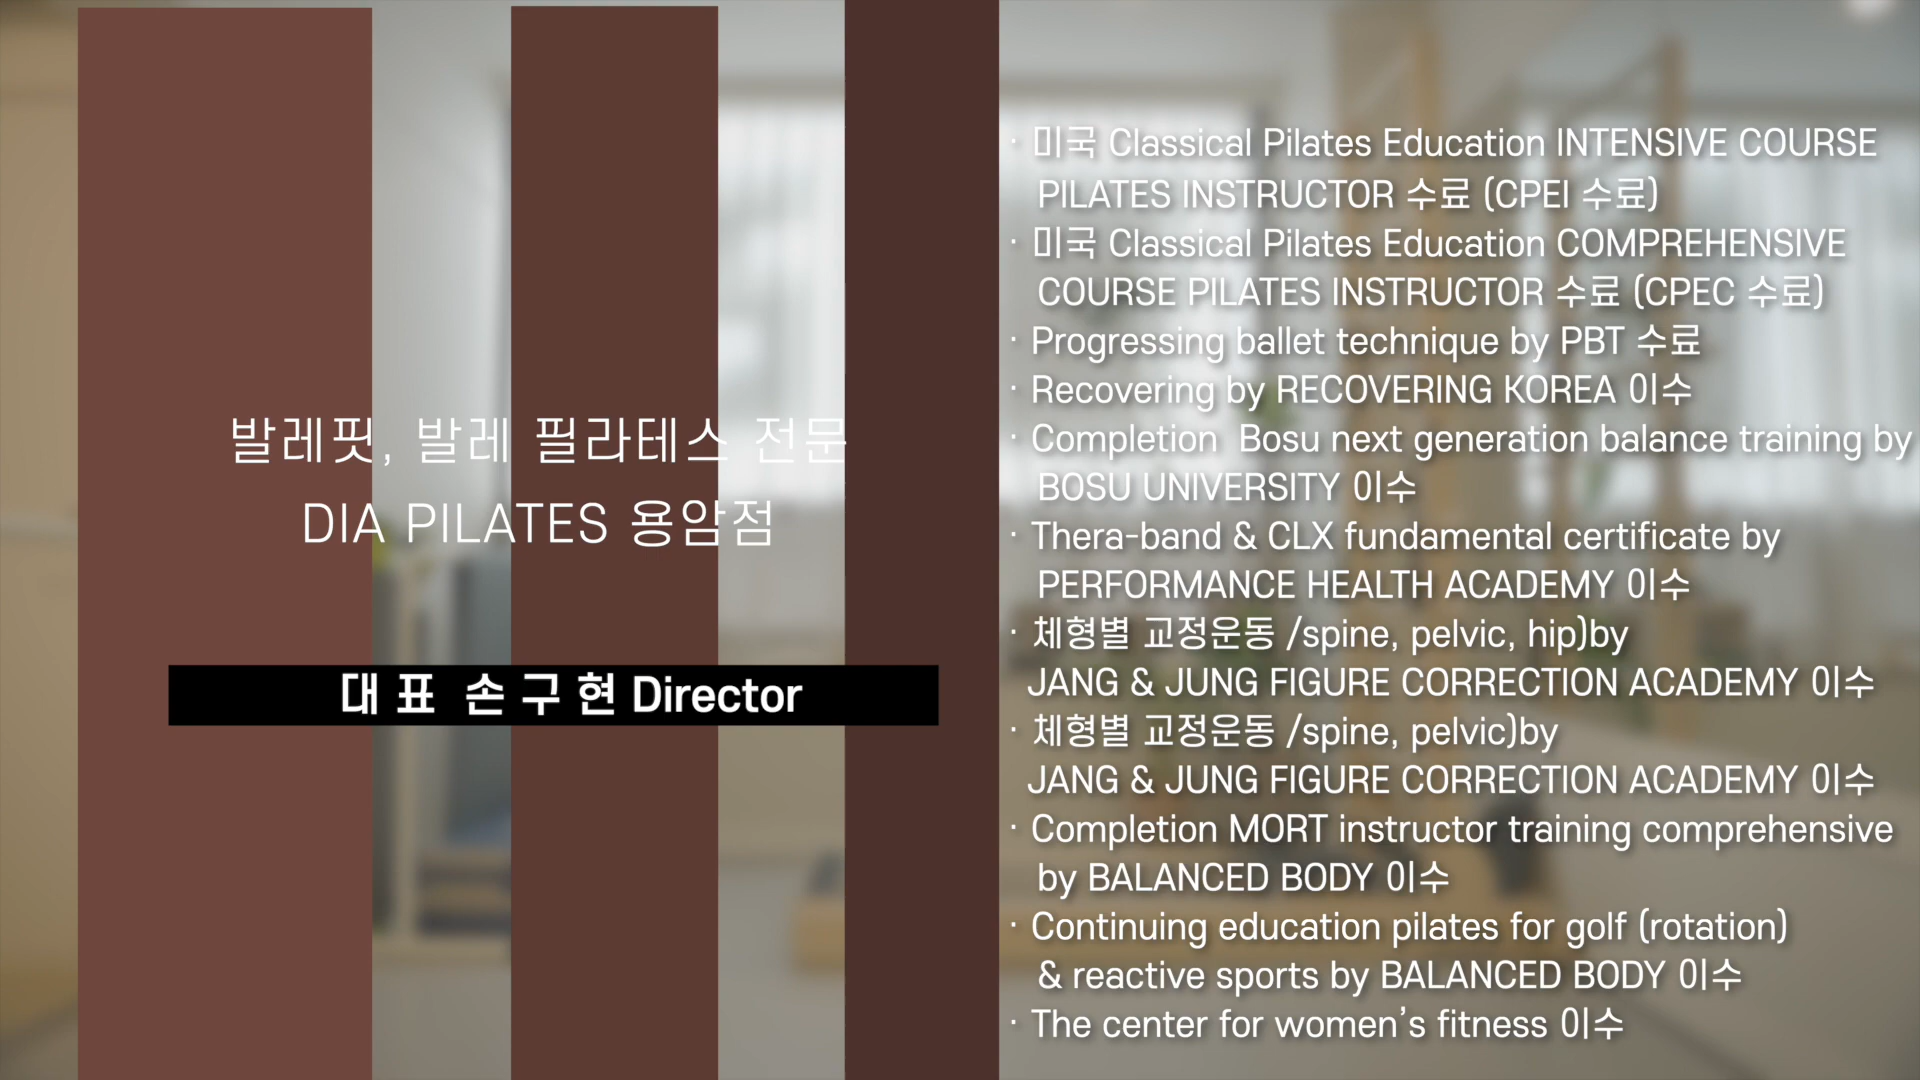 발레핏, 발레 필라테스 전문
DIA PILATES 용암점
대 표 손 구 현 Director
· 미국 Classical Pilates Education INTENSIVE COURSE
PILATES INSTRUCTOR 수료 (CPEI 수료)
· 미국 Classical Pilates Education COMPREHENSIVE
COURSE PILATES INSTRUCTOR 수료 (CPEC 수료)
· Progressing ballet technique by PBT 수료
· Recovering by RECOVERING KOREA 이수
· Completion Bosu next generation balance training by
BOSU UNIVERSITY 이수
· Thera-band & CLX fundamental certificate by
PERFORMANCE HEALTH ACADEMY 이수
· 체형별 교정운동 /spine, pelvic, hip)by
JANG & JUNG FIGURE CORRECTION ACADEMY 이수
· 체형별 교정운동 /spine, pelvic)by
JANG & JUNG FIGURE CORRECTION ACADEMY 이수
· Completion MORT instructor training comprehensive
by BALANCED BODY 이수
· Continuing education pilates for golf (rotation)
& reactive sports by BALANCED BODY 이수
· The center for women’s fitness 이수